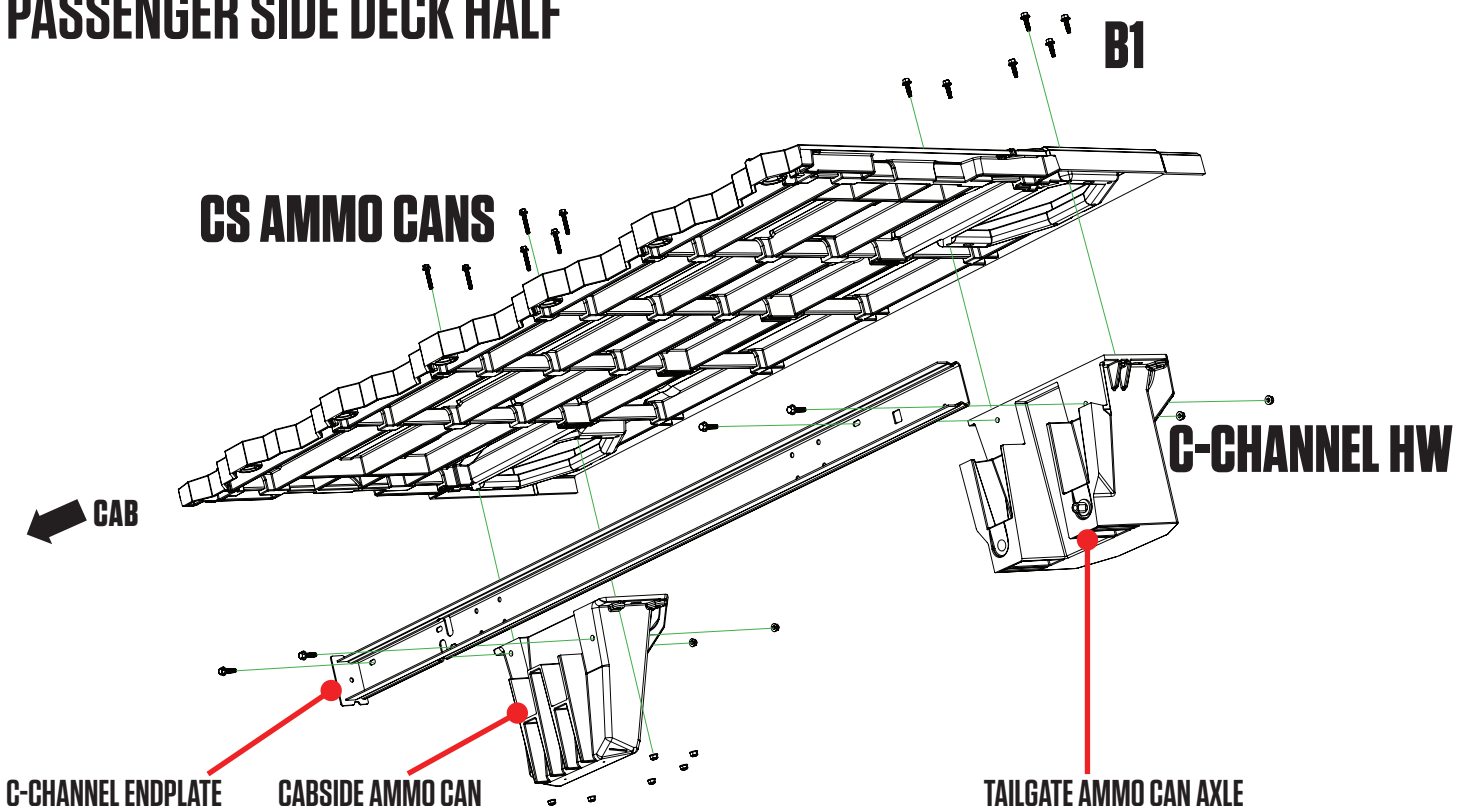 PASSENGER SIDE DECK HALF
B1
CS AMMO CANS
C-CHANNEL HW
CAB
C-CHANNEL ENDPLATE
CABSIDE AMMO CAN
TAILGATE AMMO CAN AXLE